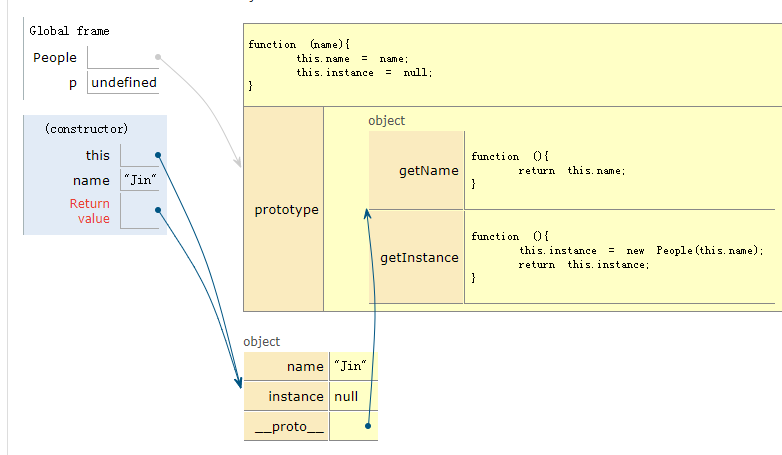 Global frame
People
p undefined
(constructor)
this
name "Jin"
Return
value
function (name){
this.name = name;
this.instance = null;
}
prototype
object
getName
function (){
return this.name;
}
getInstance
function (){
this.instance = new People(this.name);
return this.instance;
}
object
name "Jin"
instance null
__proto__